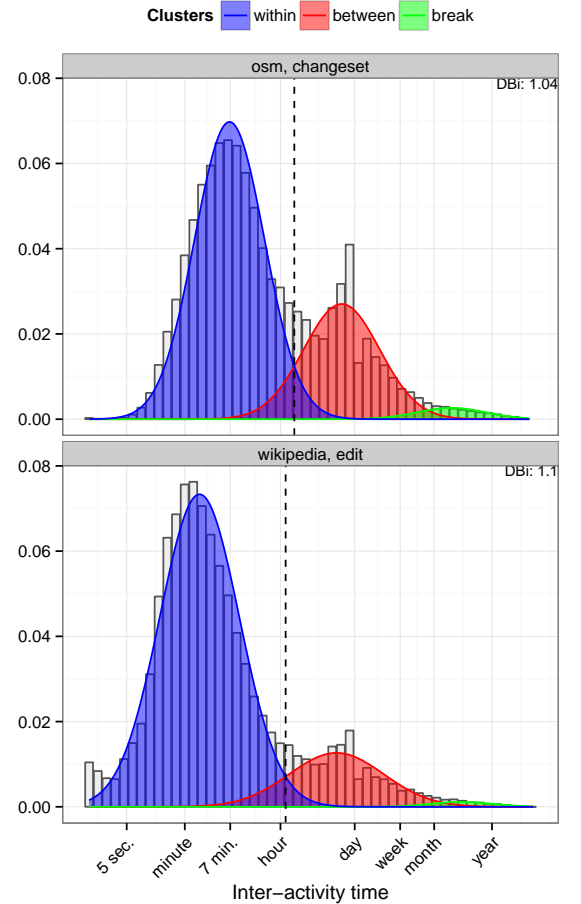 Clusters within between break
osm, changeset
DBi: 1.04
0.08
0.06
0.04
0.02
0.00
wikipedia, edit
DBi: 1.1
0.08
0.06
0.04
0.02
0.00
5 sec. minute 7 min. hour day week month year
Inter−activity time